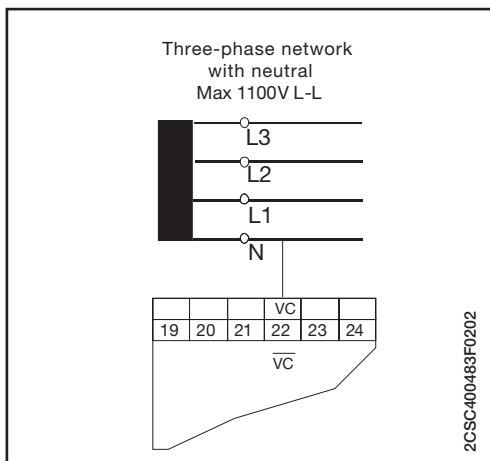 Three-phase network
with neutral
Max 1100V L-L
L3
L2
L1
N
VC
19 20 21 22 23 24
VC
2CSC400483F0202